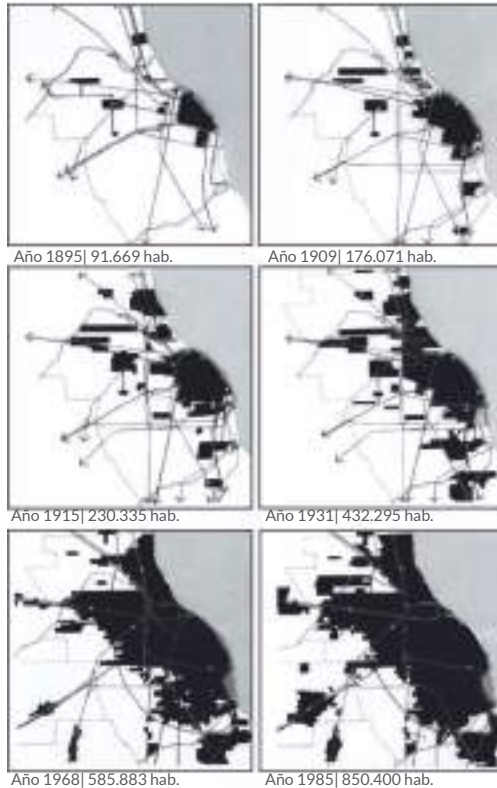 Año 1895| 91.669 hab.
Año 1909| 176.071 hab.
Año 1915| 230.335 hab.
Año 1931| 432.295 hab.
Año 1968| 585.883 hab.
Año 1985| 850.400 hab.